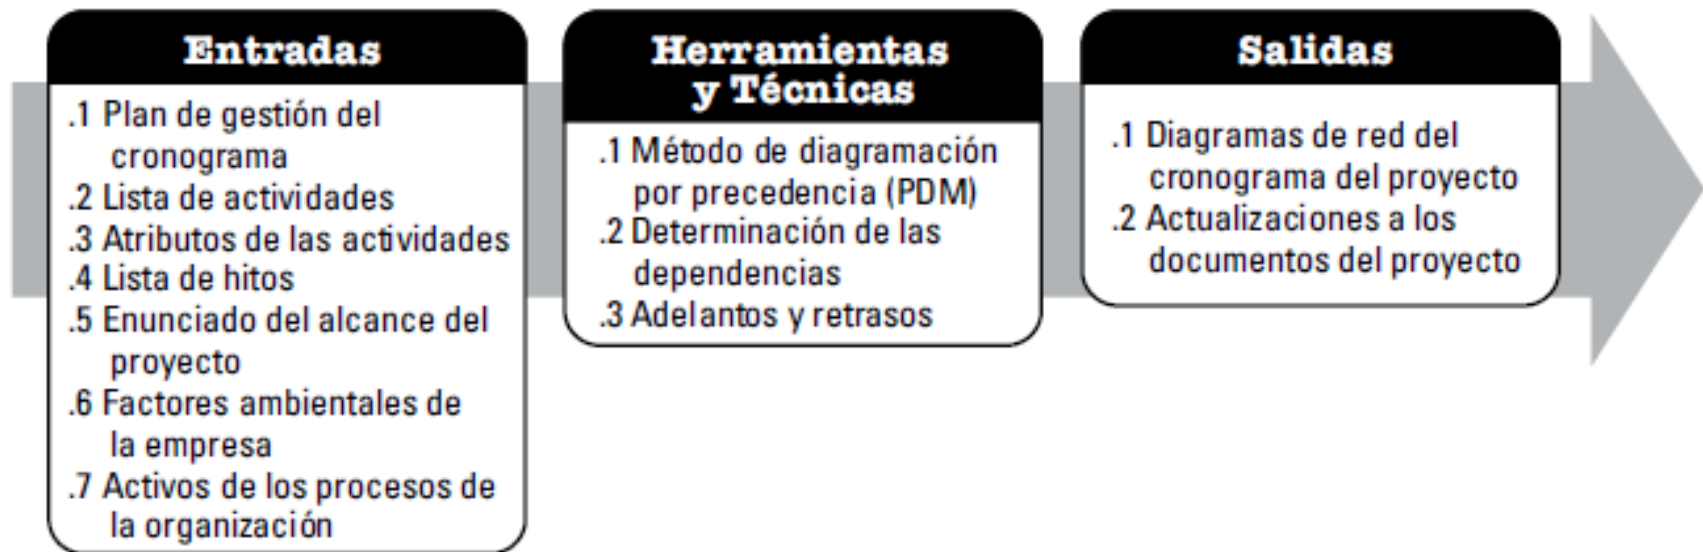 Entradas
.1 Plan de gestión del
cronograma
.2 Lista de actividades
.3 Atributos de las actividades
.4 Lista de hitos
.5 Enunciado del alcance del
proyecto
.6 Factores ambientales de
la empresa
.7 Activos de los procesos de
la organización
Herramientas
y Técnicas
.1 Método de diagramación
por precedencia (PDM)
.2 Determinación de las
dependencias
.3 Adelantos y retrasos
Salidas
.1 Diagramas de red del
cronograma del proyecto
.2 Actualizaciones a los
documentos del proyecto